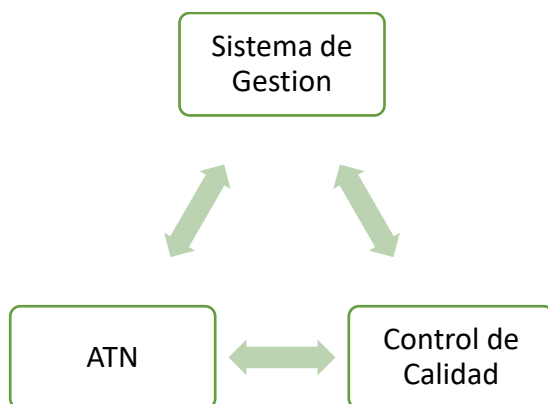 Sistema de
Gestion
ATN
Control de
Calidad